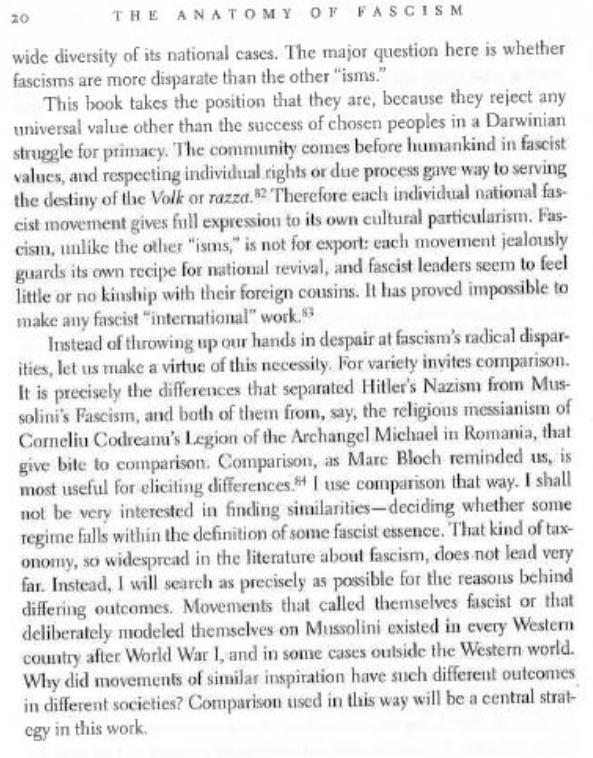 20 THE ANATOMY OF FASCISM
wide diversity of its national cases. The major question here is whether
fascisms are more disparate than the other “isms.”
This book takes the position that they are, because they reject any
universal value other than the success of chosen peoples in a Darwinian
struggle for primacy. The community comes before humankind in fascist
values, and respecting individual rights or due process gave way to serving
the destiny of the Volk or razza.82 Therefore each individual national fas-
cist movement gives full expression to its own cultural particularism. Fas-
cism, unlike the other “isms,” is not for export: each movement jealously
guards its own recipe for national revival, and fascist leaders seem to feel
little or no kinship with their foreign cousins. It has proved impossible to
make any fascist “international” work.83
Instead of throwing up our hands in despair at fascism’s radical dispar-
ities, let us make a virtue of this necessity. For variety invites comparison.
It is precisely the differences that separated Hitler’s Nazism from Mus-
solini’s Fascism, and both of them from, say, the religious messianism of
Corneliu Codreanu’s Legion of the Archangel Michael in Romania, that
give bite to comparison. Comparison, as Marc Bloch reminded us, is
most useful for eliciting differences.84 I use comparison that way. I shall
not be very interested in finding similarities—deciding whether some
regime falls within the definition of some fascist essence. That kind of tax-
onomy, so widespread in the literature about fascism, does not lead very
far. Instead, I will search as precisely as possible for the reasons behind
differing outcomes. Movements that called themselves fascist or that
deliberately modeled themselves on Mussolini existed in every Western
country after World War I, and in some cases outside the Western world.
Why did movements of similar inspiration have such different outcomes
in different societies? Comparison used in this way will be a central strat-
egy in this work.